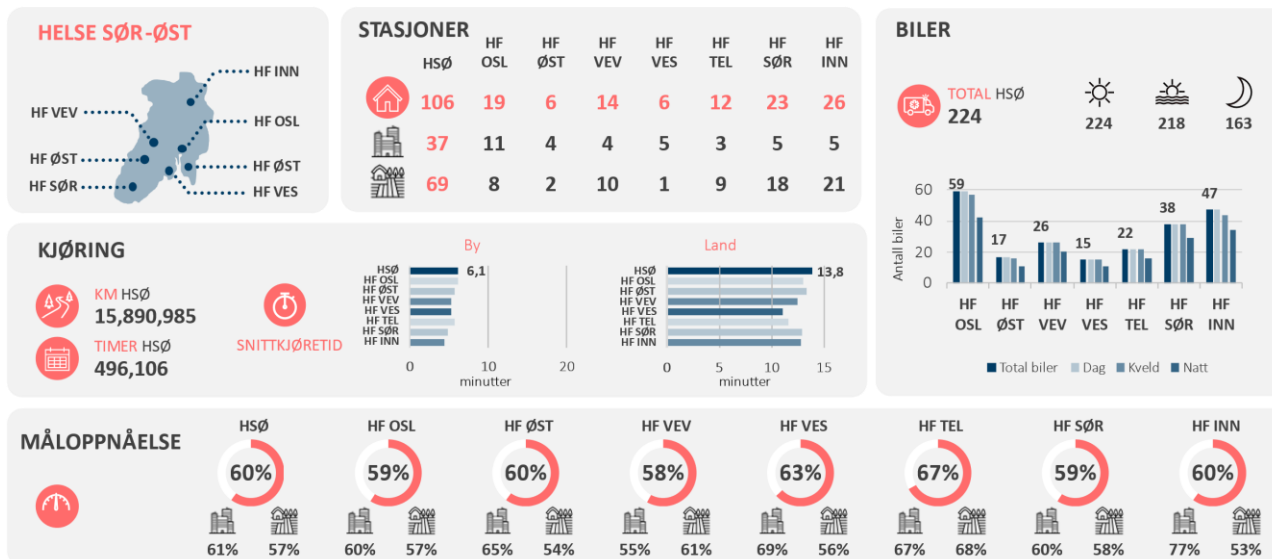 HELSE SØR-ØST
HF INN
HF VEV
HF OSL
HF ØST
HF ØST
HF SØR
HF VES
STASJONER
HSØ HF OSL HF ØST HF VEV HF VES HF TEL HF SØR HF INN
106 19 6 14 6 12 23 26
37 11 4 4 5 3 5 5
69 8 2 10 1 9 18 21
BILER
TOTAL HSØ
224
224 218 163
Antall biler
60
40
20
0
59 17 26 15 22 38 47
HF OSL HF ØST HF VEV HF VES HF TEL HF SØR HF INN
Total biler Dag Kveld Natt
KJØRING
KM HSØ
15,890,985
TIMER HSØ
496,106
SNITTKJØRETID
By
HSØ 6,1
HF OSL
HF ØST
HF VEV
HF VES
HF TEL
HF SØR
HF INN
0 10 20
minutter
Land
HSØ 13,8
HF OSL
HF ØST
HF VEV
HF VES
HF TEL
HF SØR
HF INN
0 5 10 15
minutter
MÅLOPPNÅELSE
HSØ HF OSL HF ØST HF VEV HF VES HF TEL HF SØR HF INN
60% 59% 60% 58% 63% 67% 59% 60%
61% 57% 60% 57% 65% 54% 55% 61% 69% 56% 67% 68% 60% 58% 77% 53%